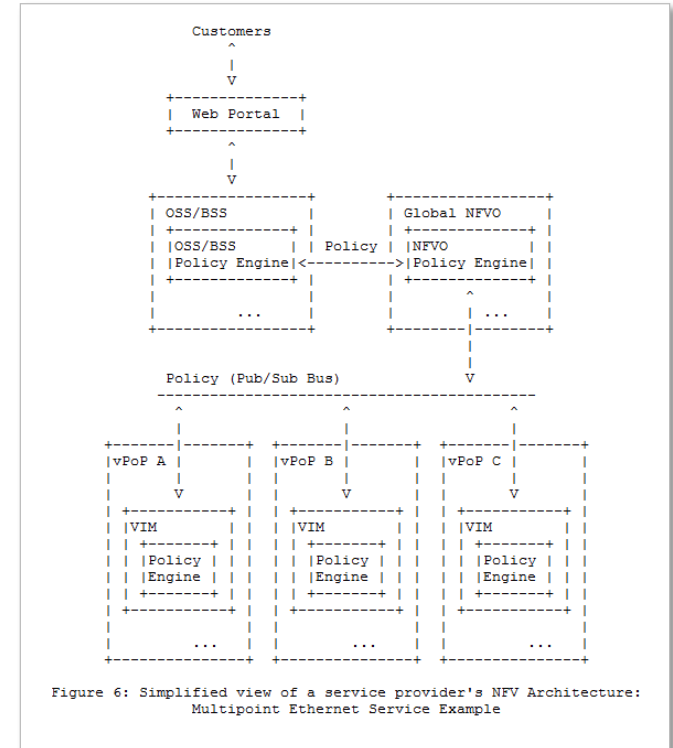 Customers
Web Portal
OSS/BSS Global NFVO
OSS/BSS Policy NFVO
Policy Engine Policy Engine
... ...
Policy (Pub/Sub Bus)
vPoP A vPoP B vPoP C
VIM VIM VIM
Policy Policy Policy
Engine Engine Engine
... ... ...
Figure 6: Simplified view of a service provider's NFV Architecture:
Multipoint Ethernet Service Example